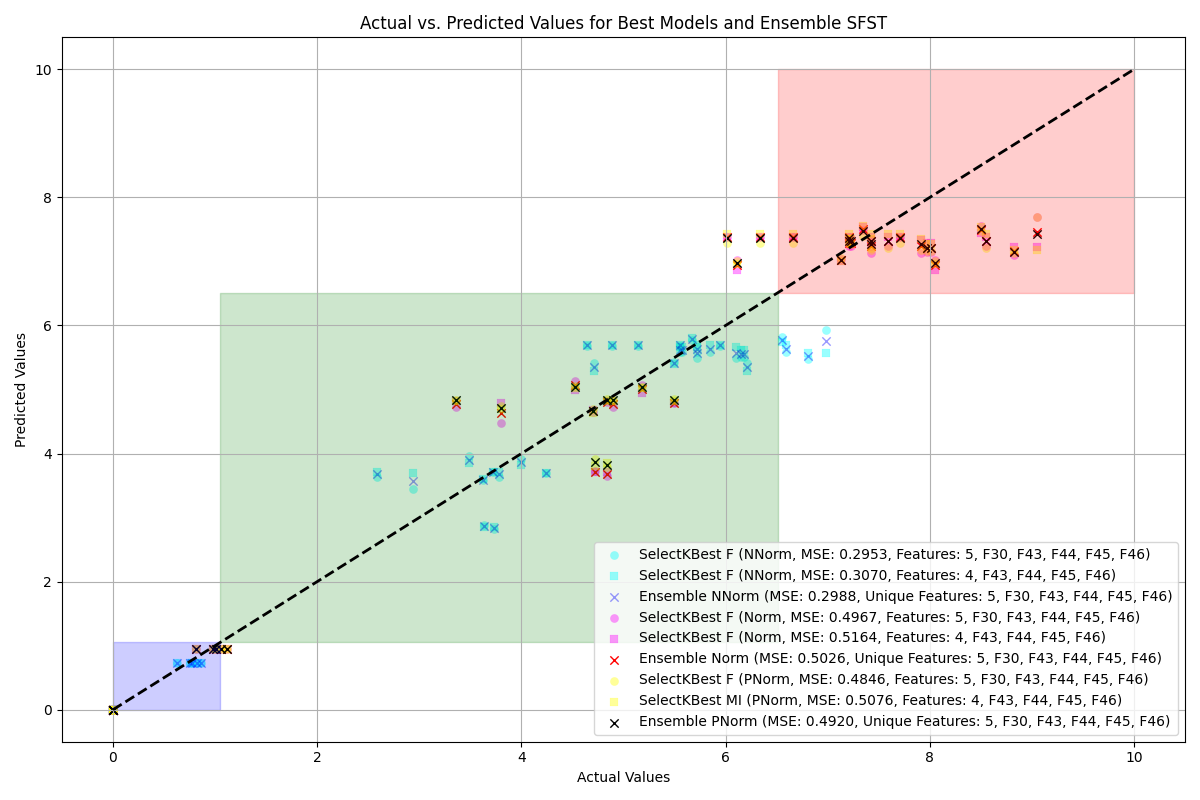 Actual vs. Predicted Values for Best Models and Ensemble SFST
Predicted Values
10
8
6
4
2
0
SelectKBest F (NNorm, MSE: 0.2953, Features: 5, F30, F43, F44, F45, F46)
SelectKBest F (NNorm, MSE: 0.3070, Features: 4, F43, F44, F45, F46)
Ensemble NNorm (MSE: 0.2988, Unique Features: 5, F30, F43, F44, F45, F46)
SelectKBest F (Norm, MSE: 0.4967, Features: 5, F30, F43, F44, F45, F46)
SelectKBest F (Norm, MSE: 0.5164, Features: 4, F43, F44, F45, F46)
Ensemble Norm (MSE: 0.5026, Unique Features: 5, F30, F43, F44, F45, F46)
SelectKBest F (PNorm, MSE: 0.4846, Features: 5, F30, F43, F44, F45, F46)
SelectKBest MI (PNorm, MSE: 0.5076, Features: 4, F43, F44, F45, F46)
Ensemble PNorm (MSE: 0.4920, Unique Features: 5, F30, F43, F44, F45, F46)
0 2 4 6 8 10
Actual Values